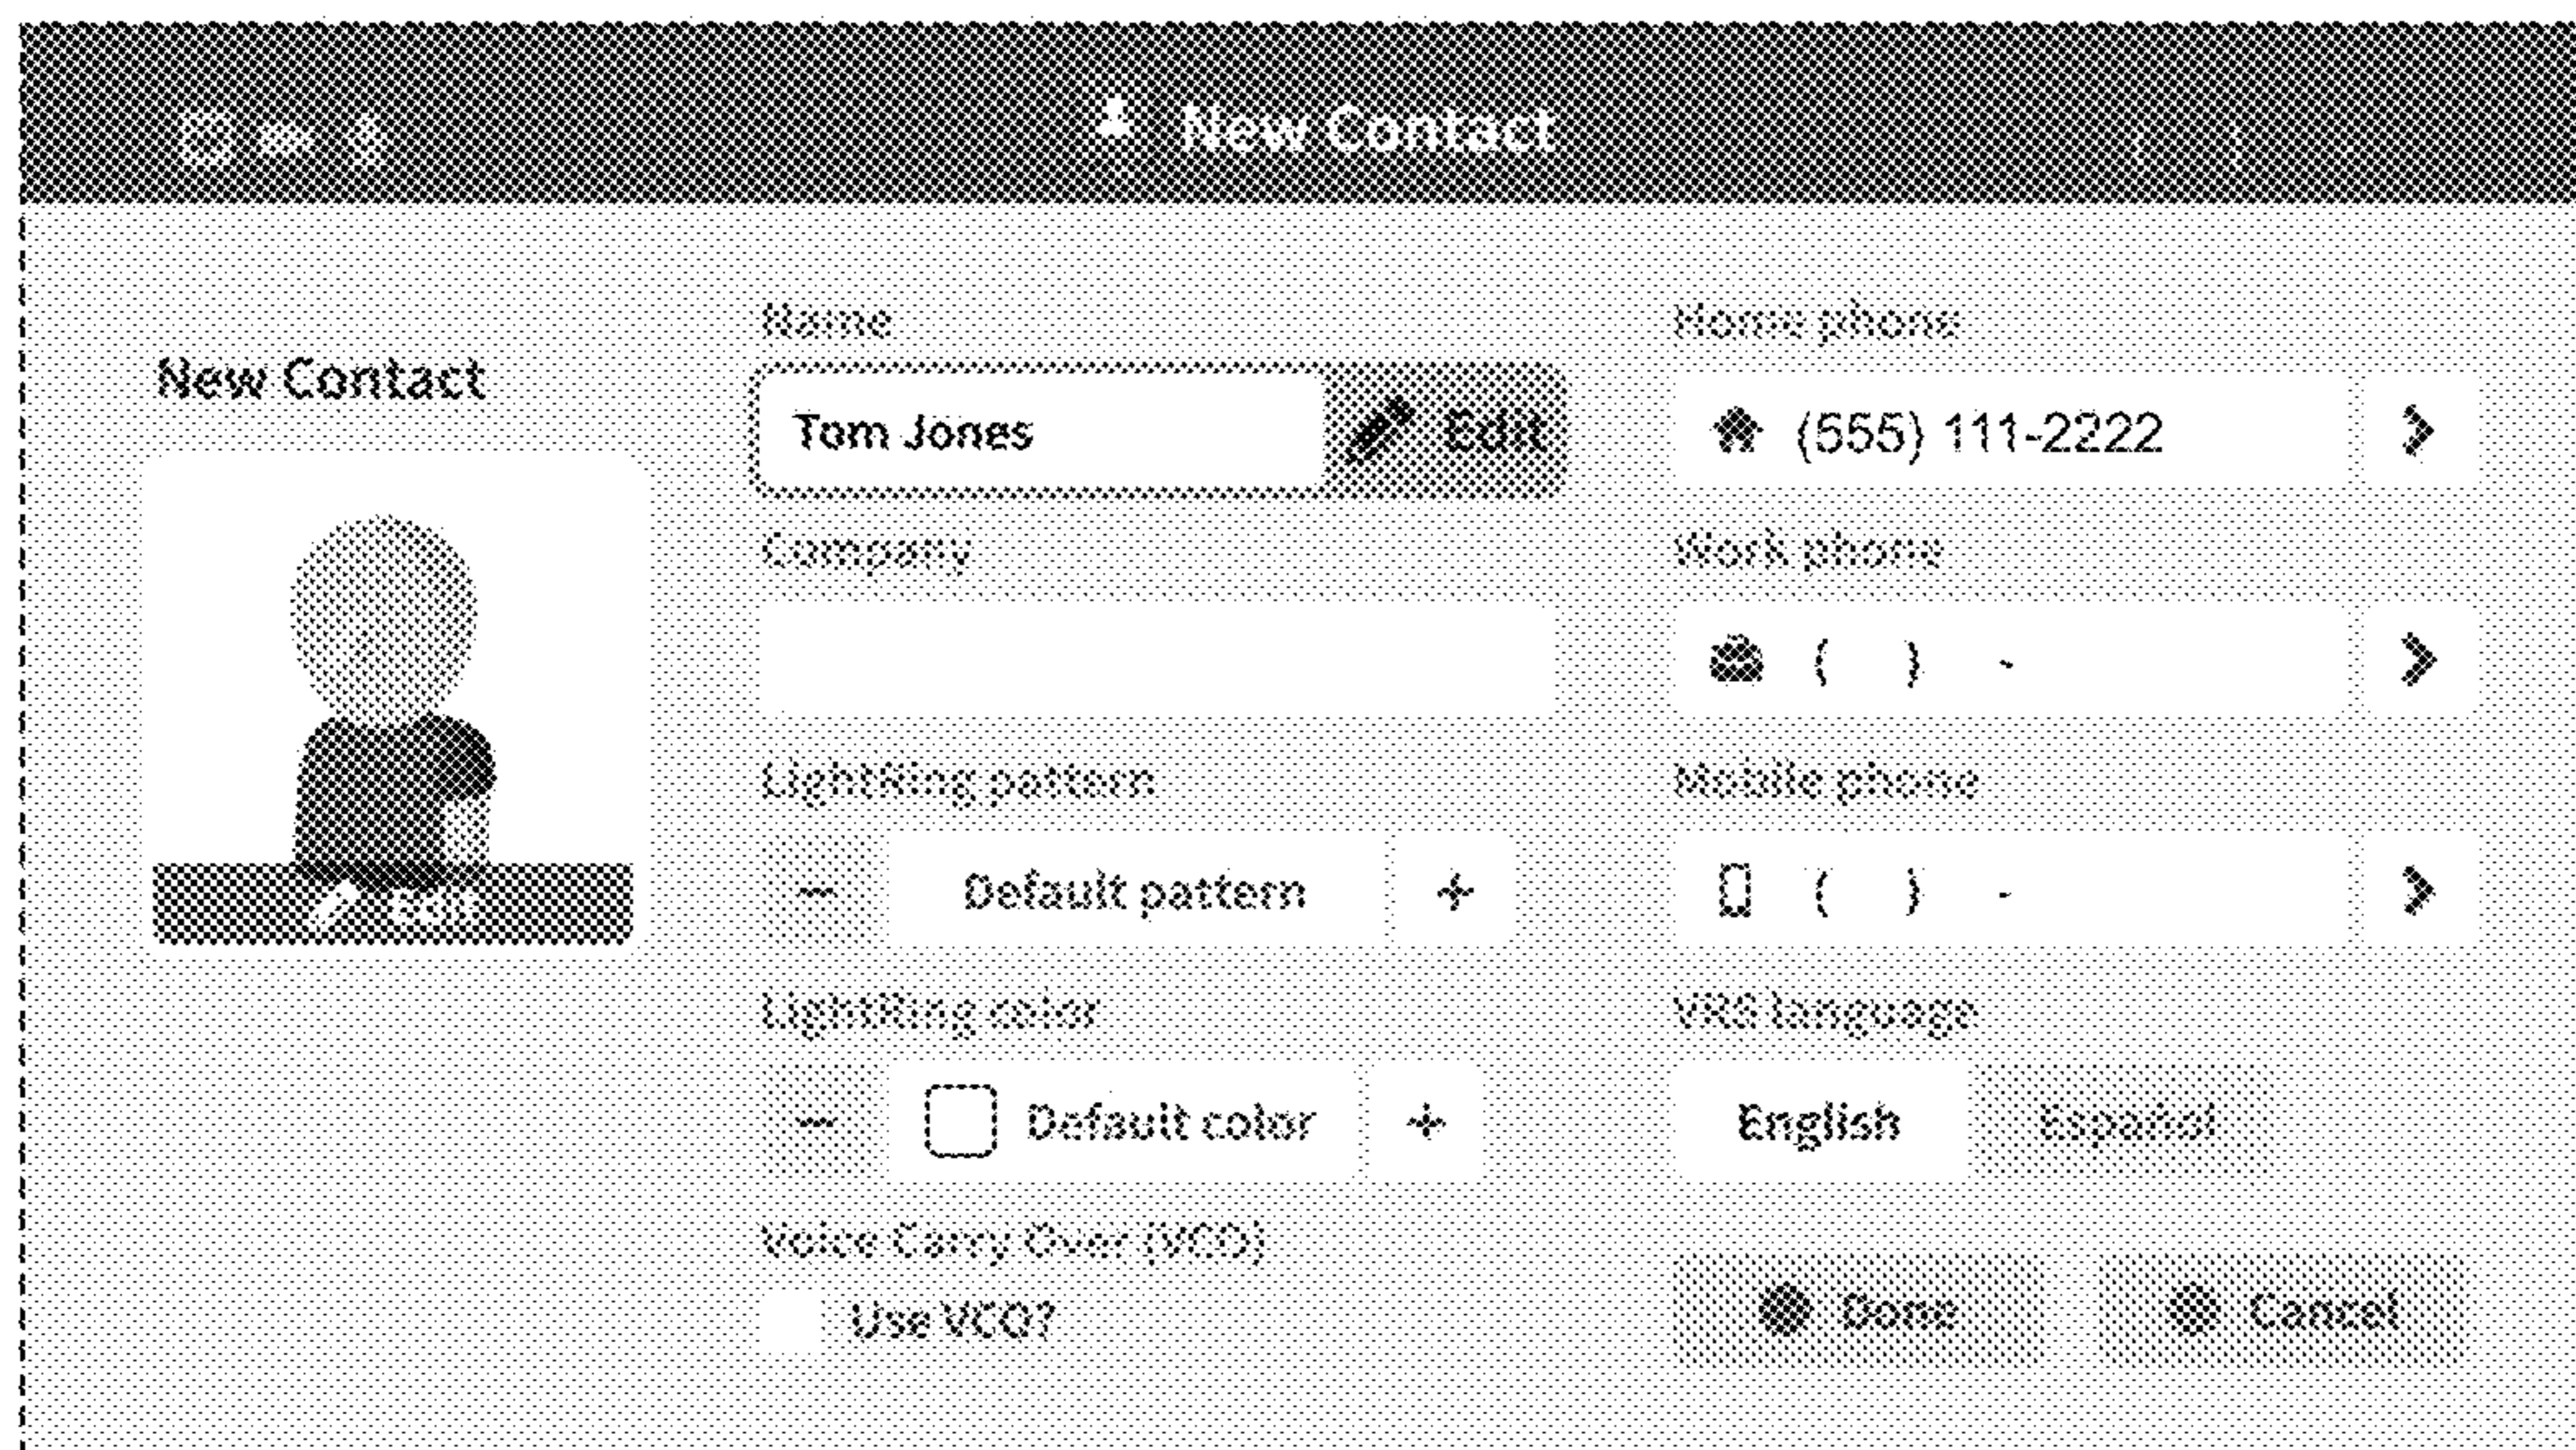 New Contact
New Contact
Edit
Name
Tom Jones
Edit
Company
LightRing pattern
− Default pattern +
LightRing color
− Default color +
Voice Carry Over (VCO)
Use VCO?
Home phone
(555) 111-2222
Work phone
( ) -
Mobile phone
( ) -
VRS language
English Español
Done Cancel